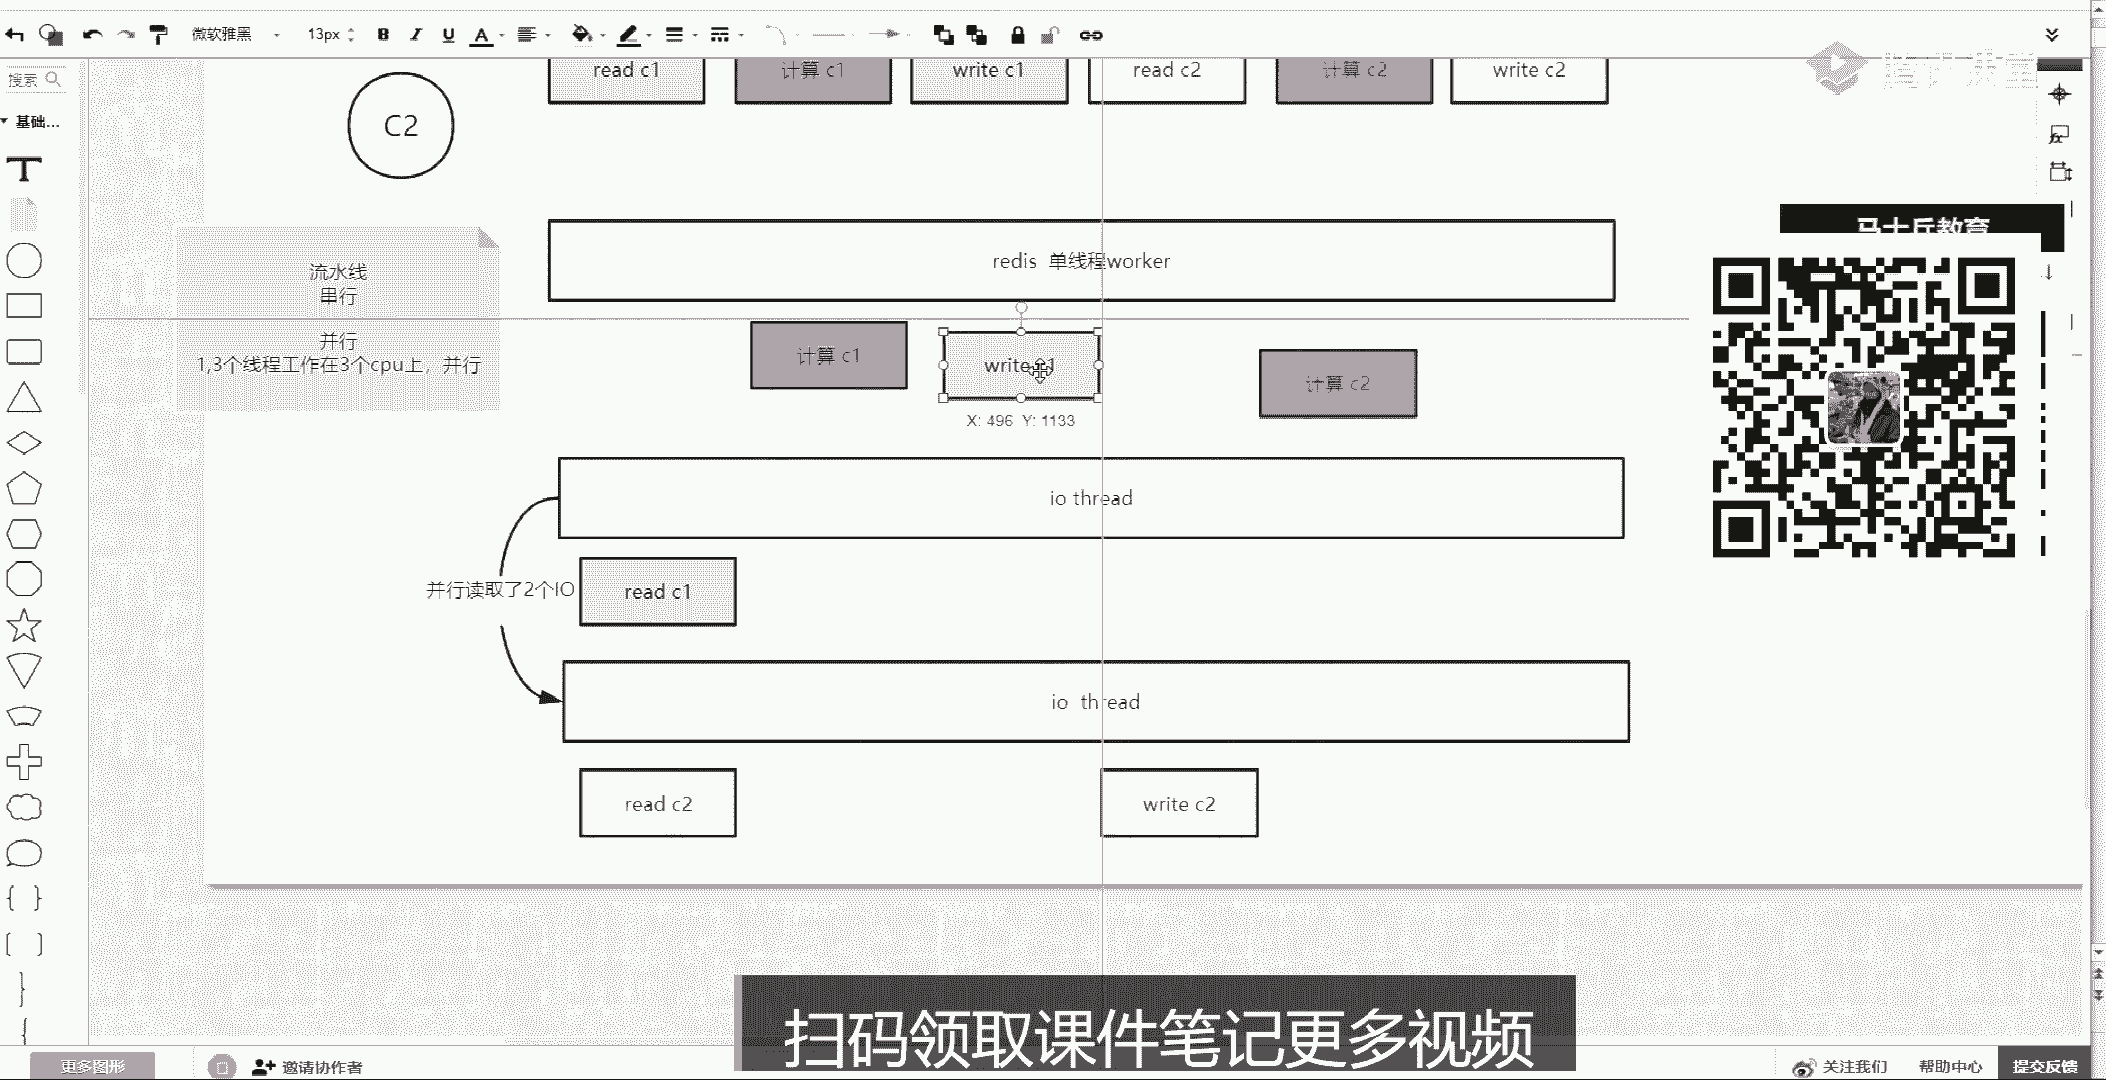 微软雅黑
13px
B I U A
搜索
基础...
T
read c1
计算 c1
write c1
read c2
计算 c2
write c2
C2
马士兵教育
redis 单线程worker
流水线
串行
并行
1,3个线程工作在3个cpu上，并行
计算 c1
write
计算 c2
X: 496 Y: 1133
io thread
并行读取了2个IO
read c1
io thread
read c2
write c2
扫码领取课件笔记更多视频
更多图形
邀请协作者
关注我们
帮助中心
提交反馈